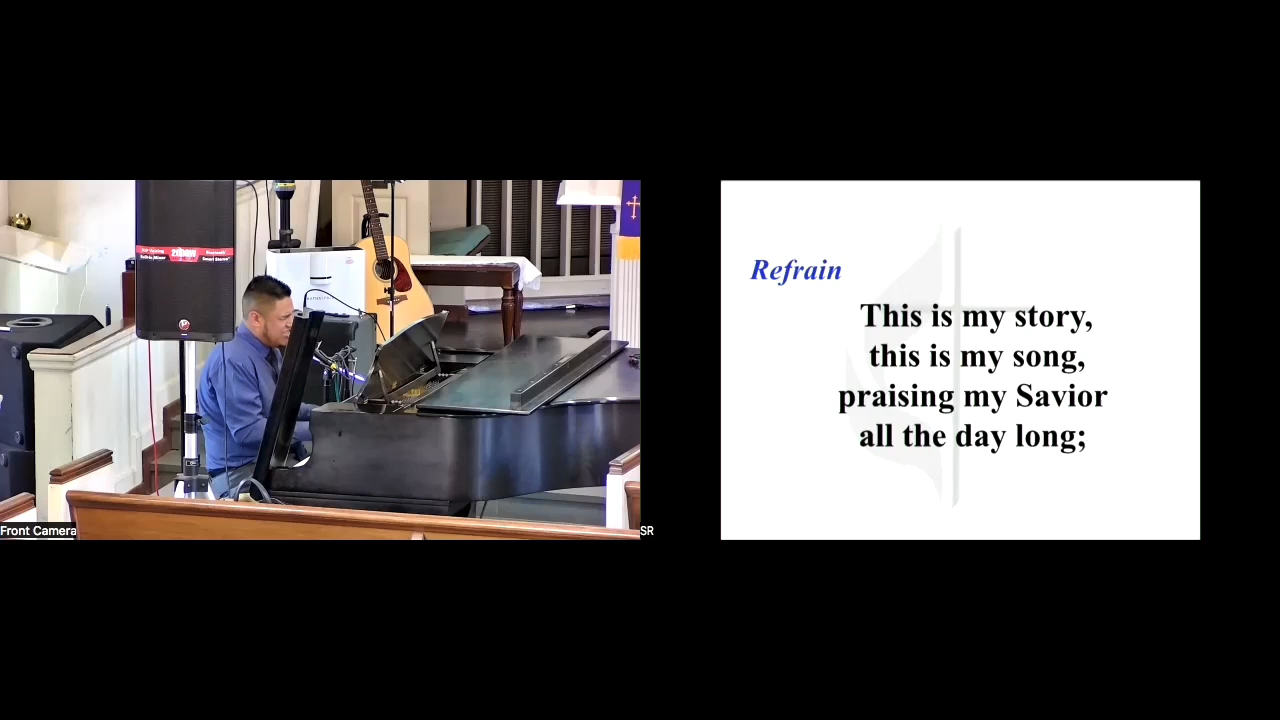 Front Camera
SR
Refrain
This is my story,
this is my song,
praising my Savior
all the day long;